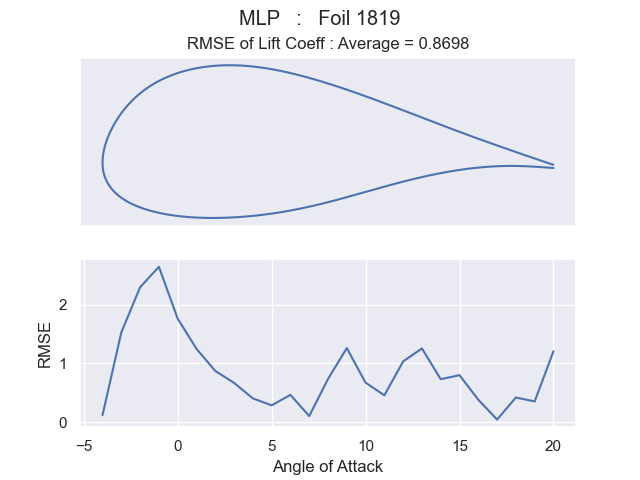 MLP : Foil 1819
RMSE of Lift Coeff : Average = 0.8698
RMSE
2
1
0
−5 0 5 10 15 20
Angle of Attack